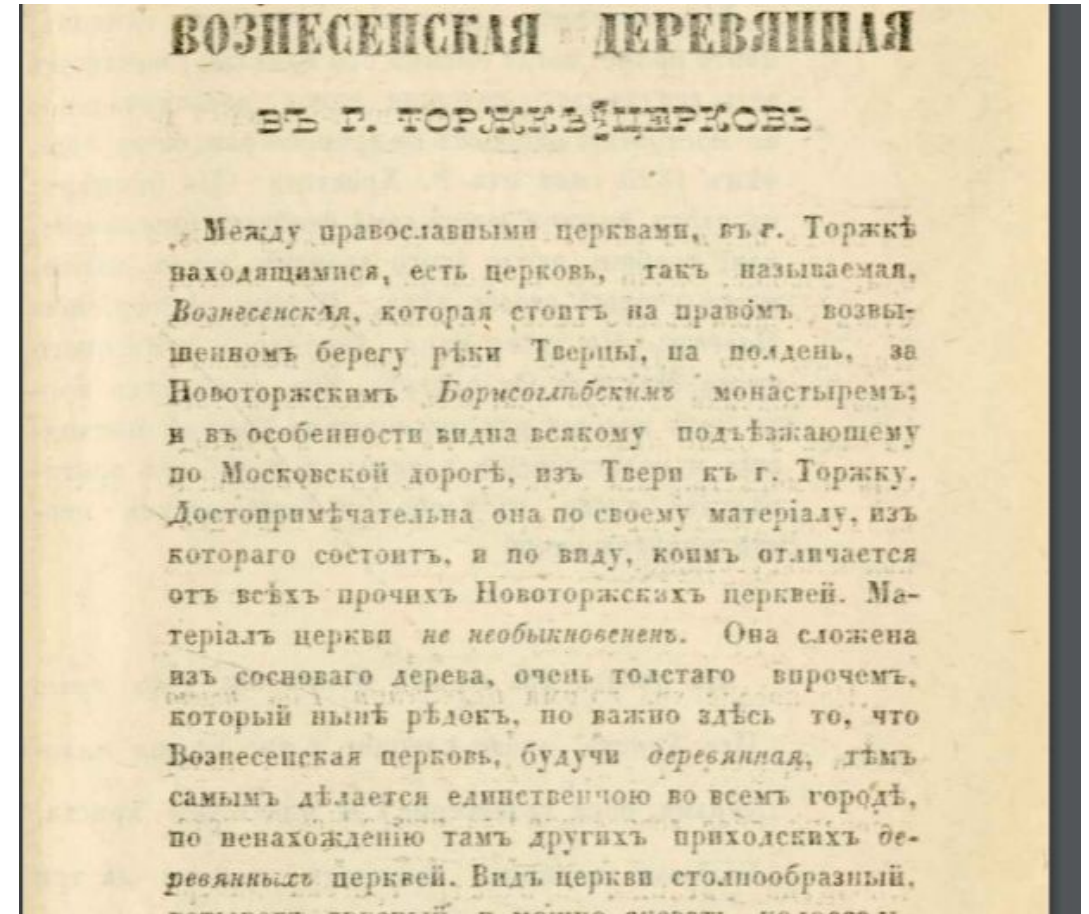 ВОЗНЕСЕНСКАЯ ДЕРЕВЯННАЯ
ВЪ Г. ТОРЖКѢ ЦЕРКОВЬ
Между православными церквами, въ г. Торжкѣ
находящимися, есть церковь, такъ называемая,
Вознесенская, которая стоитъ на правомъ возвы-
шенномъ берегу рѣки Тверцы, на полдень, за
Новоторжскимъ Борисоглѣбскимъ монастыремъ;
и въ особенности видна всякому подъѣзжающему
по Московской дорогѣ, изъ Твери къ г. Торжку.
Достопримѣчательна она по своему матеріалу, изъ
котораго состоитъ, и по виду, коимъ отличается
отъ всѣхъ прочихъ Новоторжскихъ церквей. Ма-
теріалъ церкви не необыкновененъ. Она сложена
изъ сосноваго дерева, очень толстаго впрочемъ,
который нынѣ рѣдокъ, но важно здѣсь то, что
Вознесенская церковь, будучи деревянная, тѣмъ
самымъ дѣлается единственною во всемъ городѣ,
по ненахожденію тамъ другихъ приходскихъ де-
ревянныхъ церквей. Видъ церкви столпообразный,